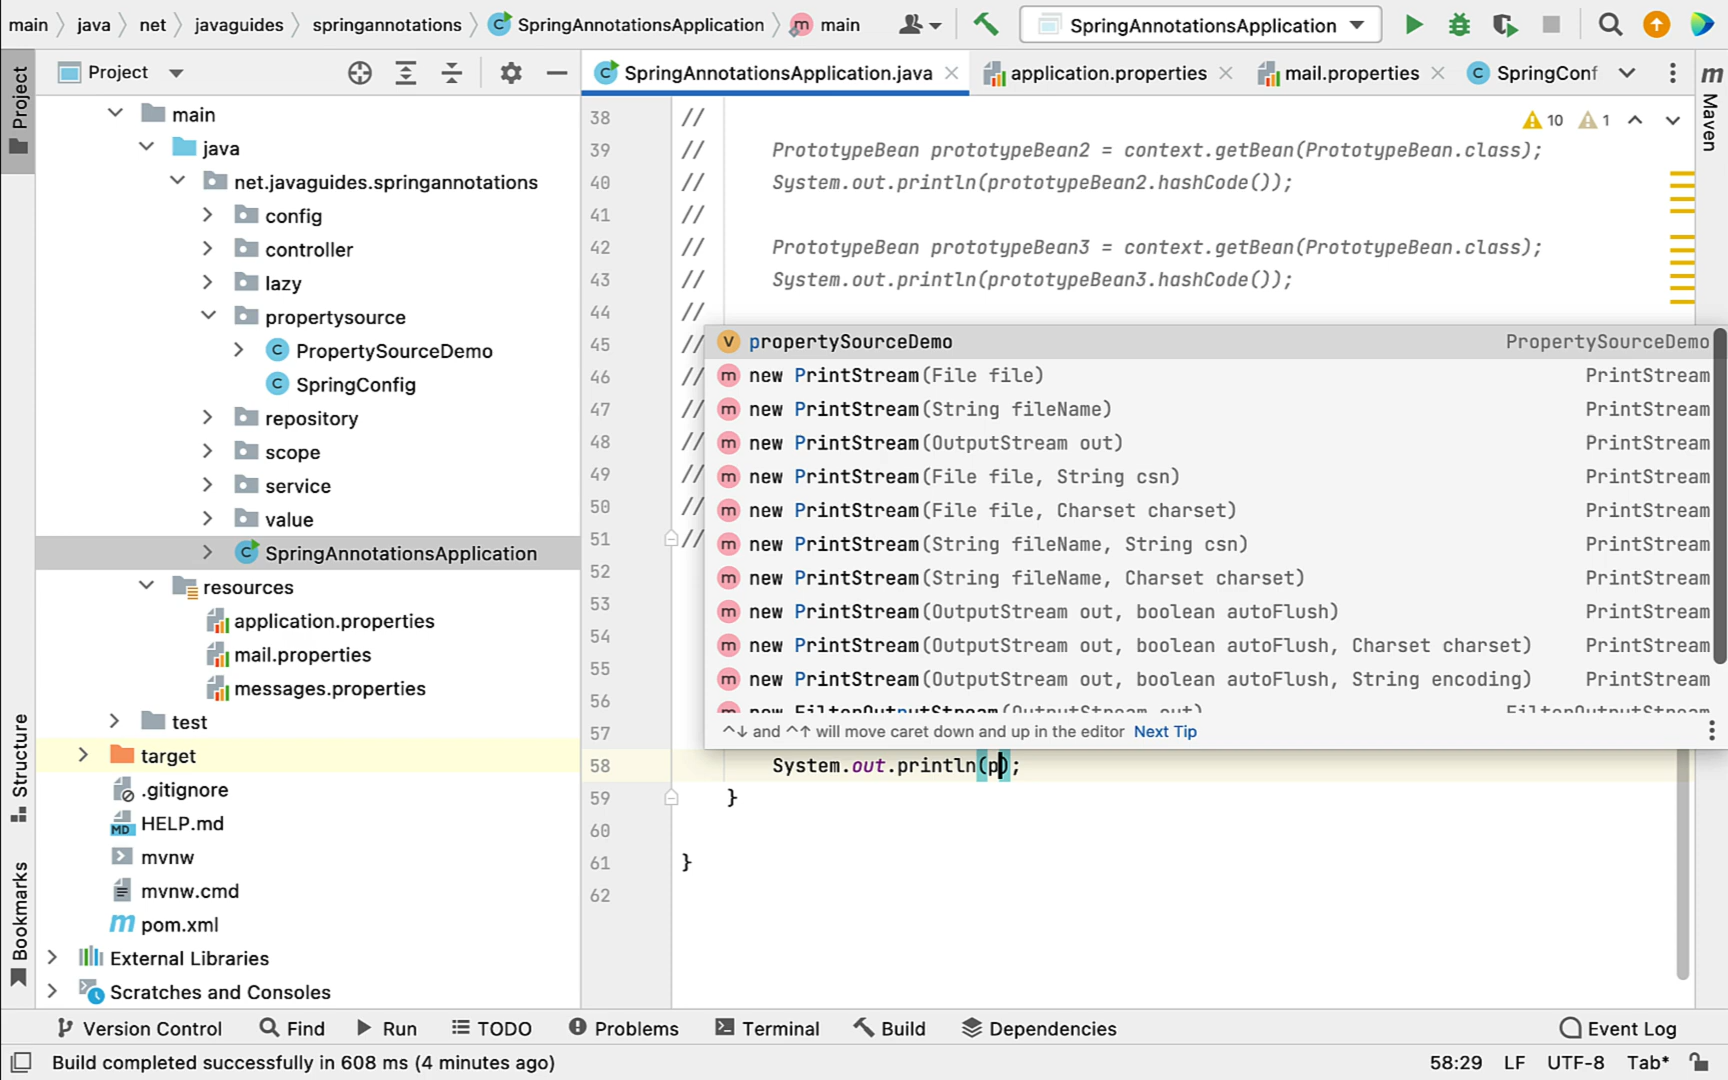 main java net javaguides springannotations SpringAnnotationsApplication main SpringAnnotationsApplication
Project
SpringAnnotationsApplication.java application.properties mail.properties SpringConf
Project
Structure
Bookmarks
Maven
main
java
net.javaguides.springannotations
config
controller
lazy
propertysource
PropertySourceDemo
SpringConfig
repository
scope
service
value
SpringAnnotationsApplication
resources
application.properties
mail.properties
messages.properties
test
target
.gitignore
HELP.md
mvnw
mvnw.cmd
pom.xml
External Libraries
Scratches and Consoles
10 1
38 //
39 // PrototypeBean prototypeBean2 = context.getBean(PrototypeBean.class);
40 // System.out.println(prototypeBean2.hashCode());
41 //
42 // PrototypeBean prototypeBean3 = context.getBean(PrototypeBean.class);
43 // System.out.println(prototypeBean3.hashCode());
44 //
45 //
46 //
47 //
48 //
49 //
50 //
51 //
52
53
54
55
56
57
58 System.out.println(p);
59 }
60
61 }
62
propertySourceDemo PropertySourceDemo
new PrintStream(File file) PrintStream
new PrintStream(String fileName) PrintStream
new PrintStream(OutputStream out) PrintStream
new PrintStream(File file, String csn) PrintStream
new PrintStream(File file, Charset charset) PrintStream
new PrintStream(String fileName, String csn) PrintStream
new PrintStream(String fileName, Charset charset) PrintStream
new PrintStream(OutputStream out, boolean autoFlush) PrintStream
new PrintStream(OutputStream out, boolean autoFlush, Charset charset) PrintStream
new PrintStream(OutputStream out, boolean autoFlush, String encoding) PrintStream
new FilterOutputStream(OutputStream out) FilterOutputStream
^↓ and ^↑ will move caret down and up in the editor Next Tip
Version Control Find Run TODO Problems Terminal Build Dependencies Event Log
Build completed successfully in 608 ms (4 minutes ago) 58:29 LF UTF-8 Tab*